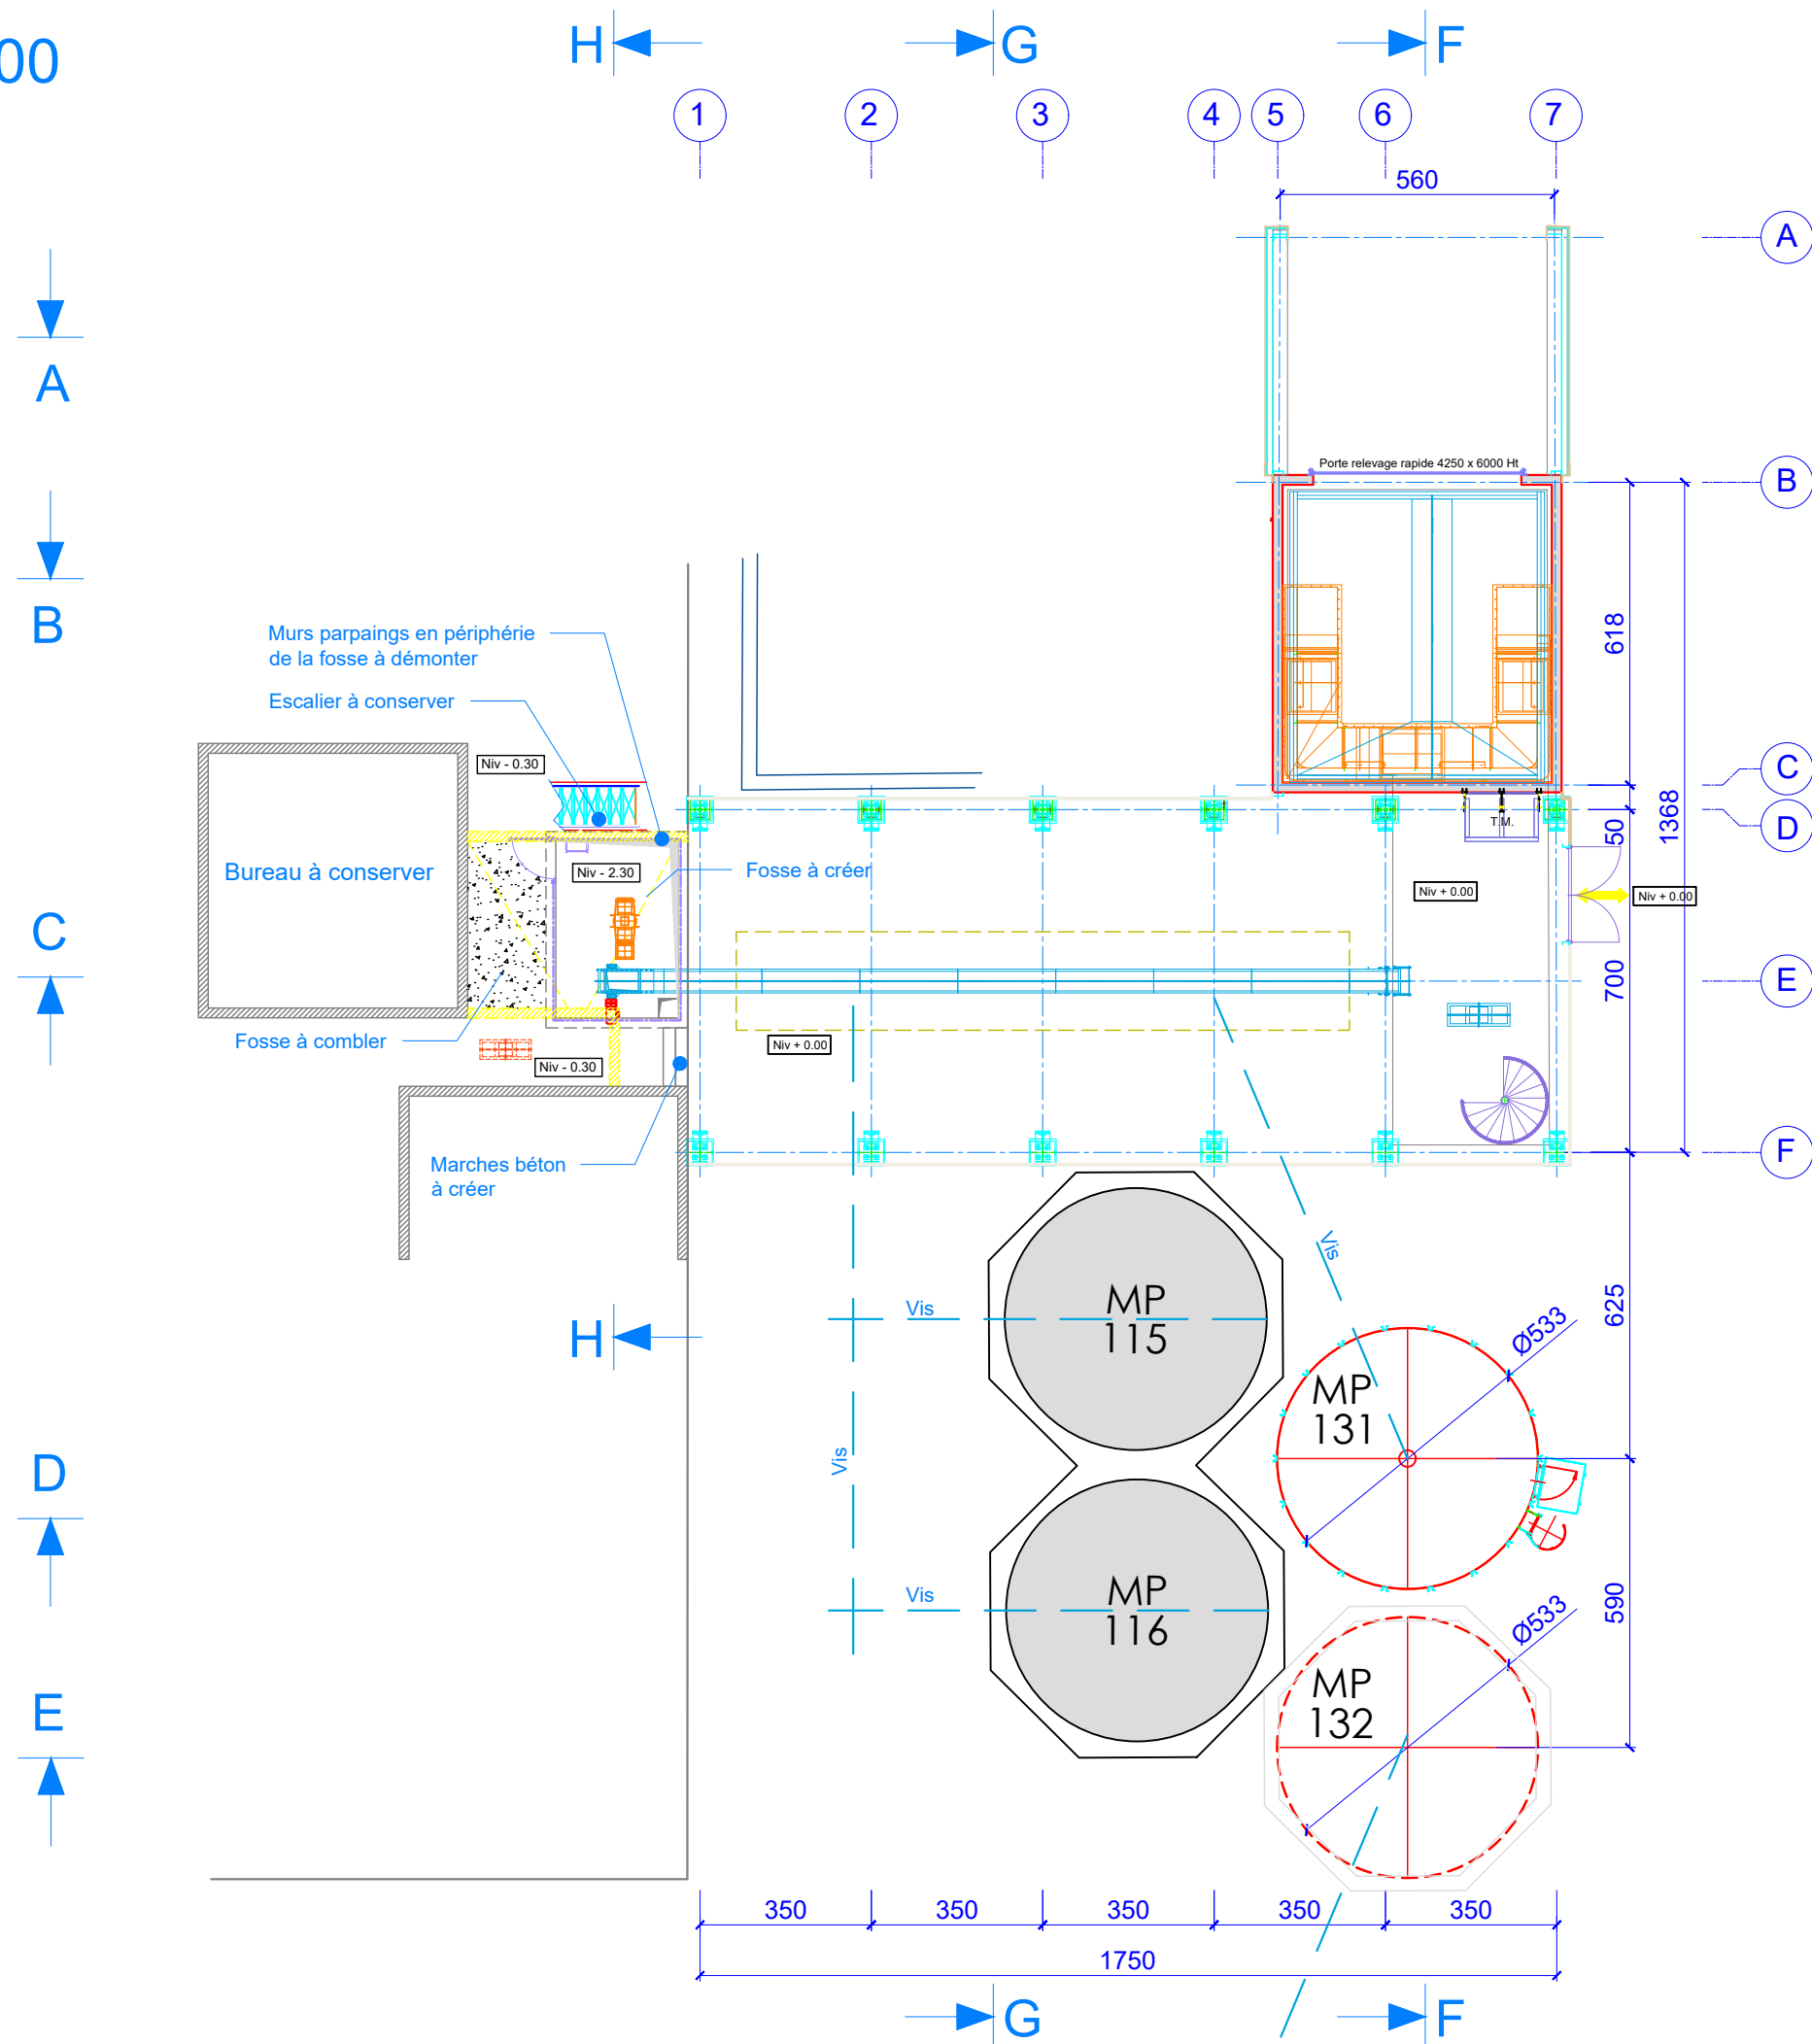 00
H
G
F
1
2
3
4
5
6
7
560
A
A
Porte relevage rapide 4250 x 6000 Ht
B
B
618
1368
Murs parpaings en périphérie
de la fosse à démonter
Escalier à conserver
Niv - 0.30
C
D
50
T.M.
Bureau à conserver
Niv - 2.30
Fosse à créer
Niv + 0.00
Niv + 0.00
C
700
E
Fosse à combler
Niv + 0.00
Niv - 0.30
Marches béton
à créer
F
Vis
Vis
MP
115
625
H
Ø533
MP
131
Vis
D
Vis
MP
116
590
Ø533
MP
132
E
350
350
350
350
350
1750
G
F